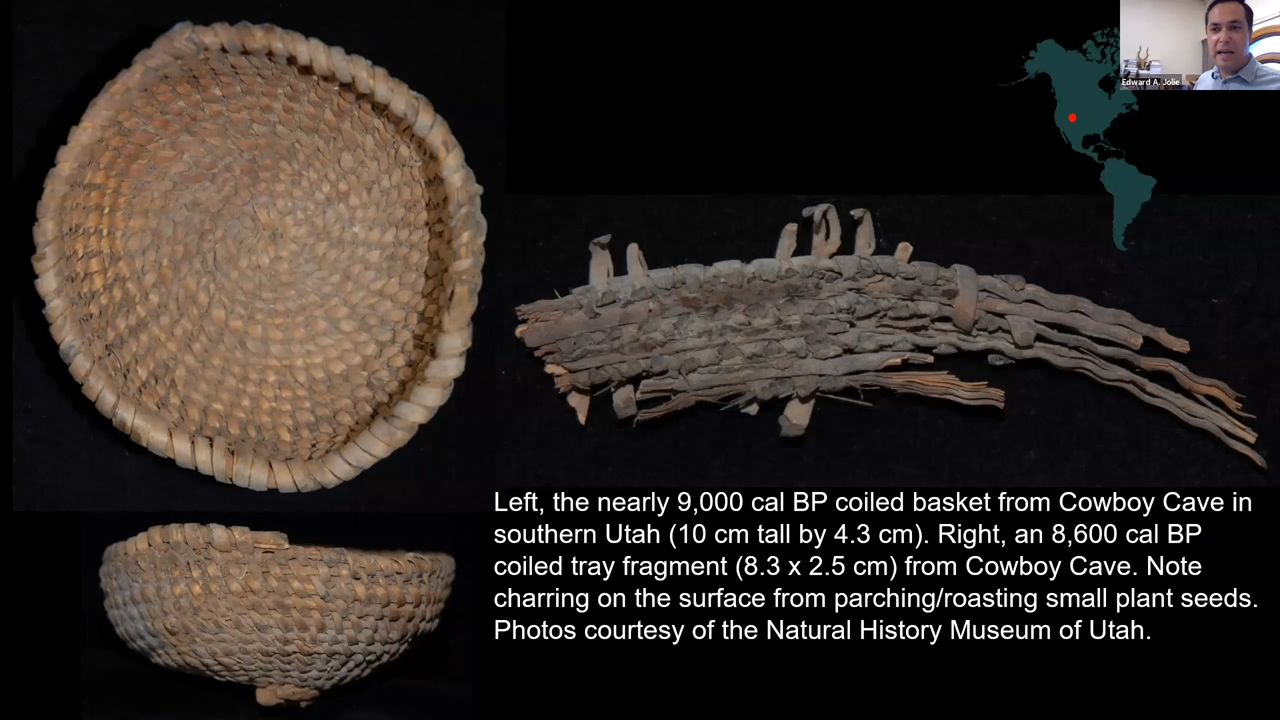 Edward A. Jolie
Left, the nearly 9,000 cal BP coiled basket from Cowboy Cave in
southern Utah (10 cm tall by 4.3 cm). Right, an 8,600 cal BP
coiled tray fragment (8.3 x 2.5 cm) from Cowboy Cave. Note
charring on the surface from parching/roasting small plant seeds.
Photos courtesy of the Natural History Museum of Utah.